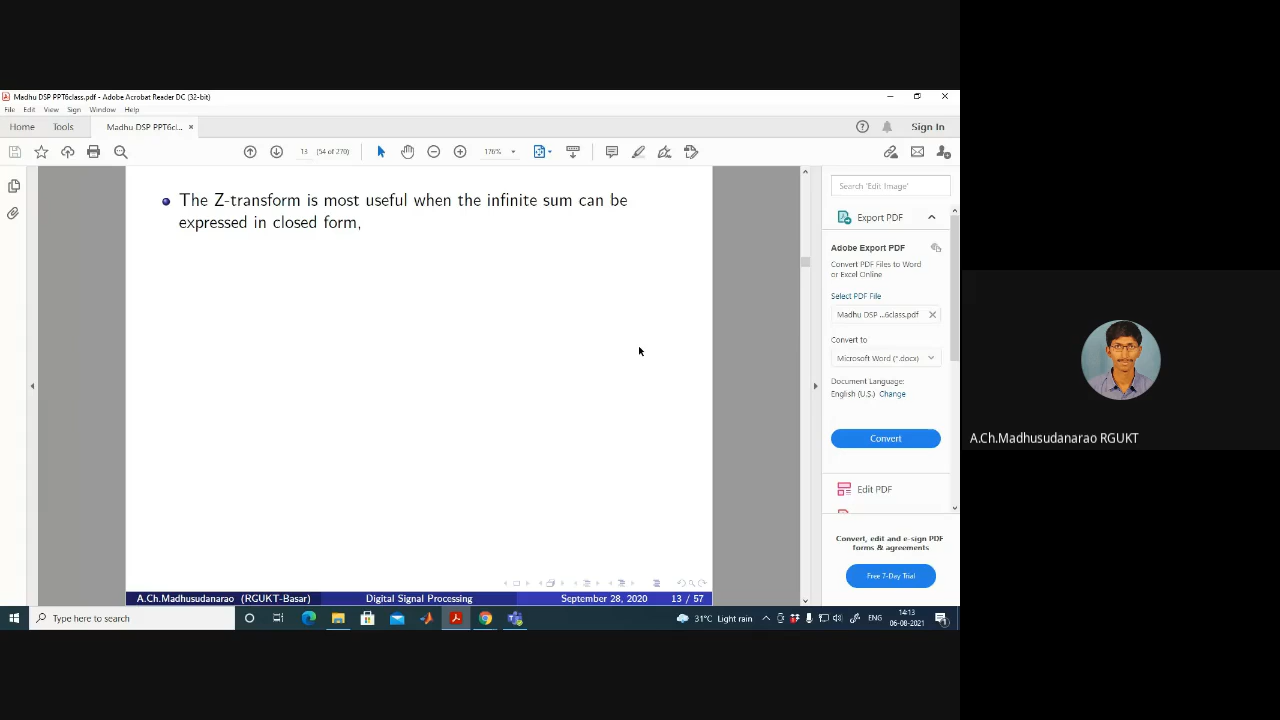 Madhu DSP PPT6class.pdf - Adobe Acrobat Reader DC (32-bit)
File Edit View Sign Window Help
Home Tools Madhu DSP PPT6cl... × Sign In
13 (54 of 270) 176%
• The Z-transform is most useful when the infinite sum can be
expressed in closed form,
Search 'Edit Image'
Export PDF
Adobe Export PDF
Convert PDF Files to Word
or Excel Online
Select PDF File
Madhu DSP ...6class.pdf
Convert to
Microsoft Word (*.docx)
Document Language:
English (U.S.) Change
Convert
Edit PDF
Convert, edit and e-sign PDF
forms & agreements
Free 7-Day Trial
A.Ch.Madhusudanarao RGUKT
A.Ch.Madhusudanarao (RGUKT-Basar) Digital Signal Processing September 28, 2020 13 / 57
Type here to search 31°C Light rain ENG 14:13
06-08-2021